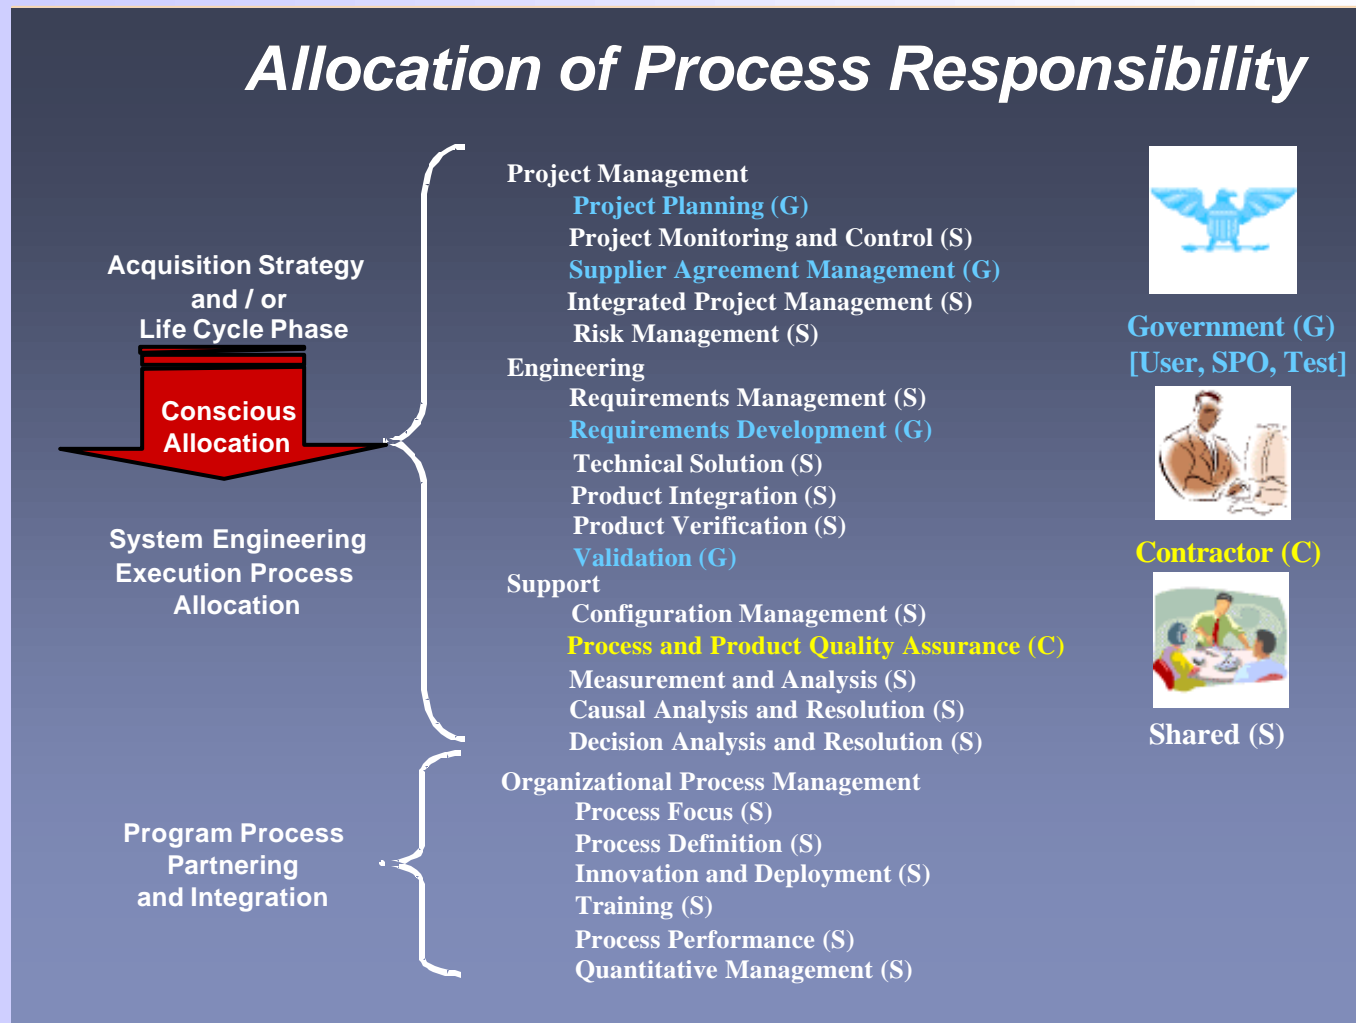 Allocation of Process Responsibility
Acquisition Strategy
and / or
Life Cycle Phase
Conscious
Allocation
System Engineering
Execution Process
Allocation
Program Process
Partnering
and Integration
Project Management
Project Planning (G)
Project Monitoring and Control (S)
Supplier Agreement Management (G)
Integrated Project Management (S)
Risk Management (S)
Engineering
Requirements Management (S)
Requirements Development (G)
Technical Solution (S)
Product Integration (S)
Product Verification (S)
Validation (G)
Support
Configuration Management (S)
Process and Product Quality Assurance (C)
Measurement and Analysis (S)
Causal Analysis and Resolution (S)
Decision Analysis and Resolution (S)
Organizational Process Management
Process Focus (S)
Process Definition (S)
Innovation and Deployment (S)
Training (S)
Process Performance (S)
Quantitative Management (S)
Government (G)
[User, SPO, Test]
Contractor (C)
Shared (S)